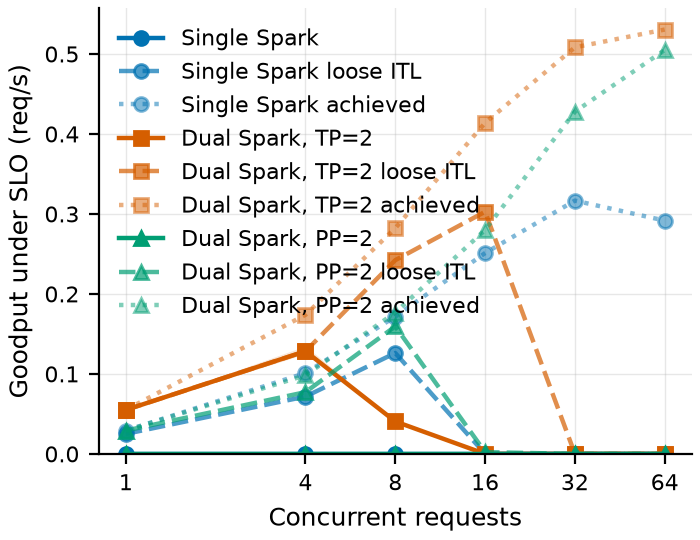 Goodput under SLO (req/s)
0.5
0.4
0.3
0.2
0.1
0.0
Single Spark
Single Spark loose ITL
Single Spark achieved
Dual Spark, TP=2
Dual Spark, TP=2 loose ITL
Dual Spark, TP=2 achieved
Dual Spark, PP=2
Dual Spark, PP=2 loose ITL
Dual Spark, PP=2 achieved
1 4 8 16 32 64
Concurrent requests